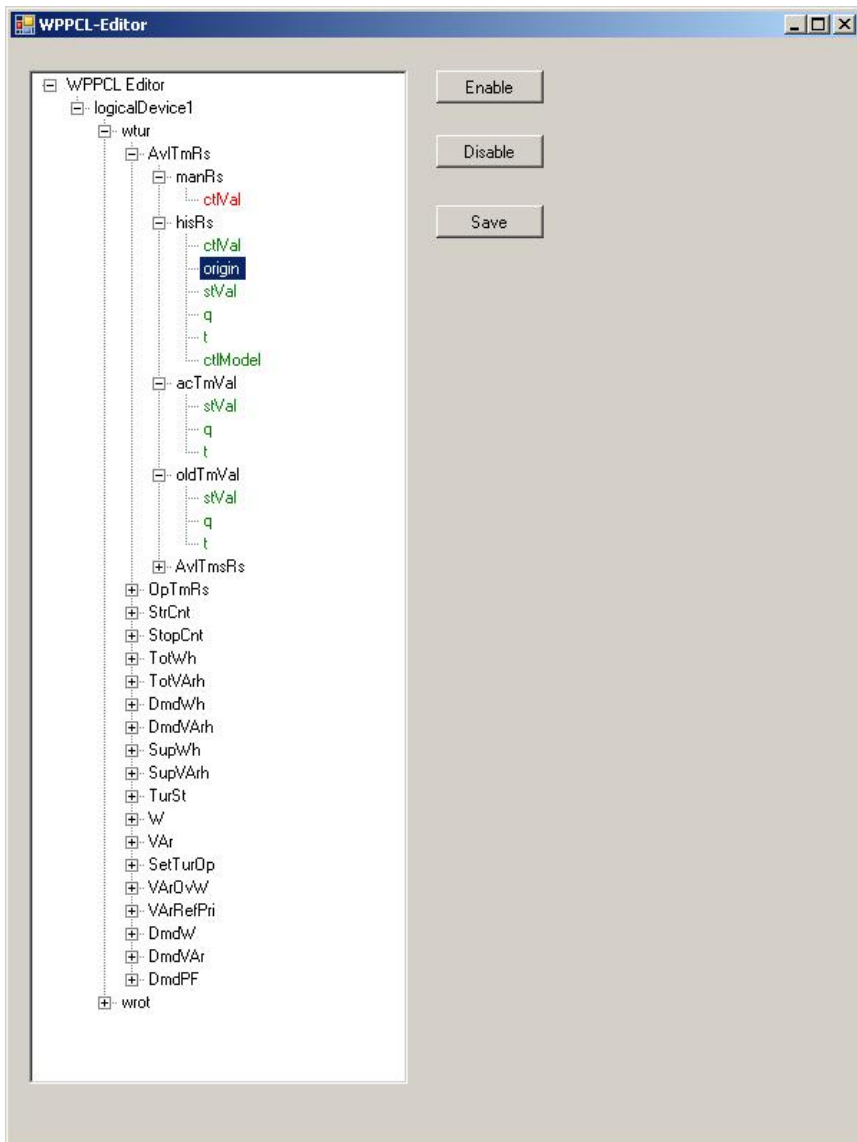 WPPCL-Editor
WPPCL Editor
Enable
logicalDevice1
wtur
AvlTmRs
Disable
manRs
ctlVal
hisRs
Save
ctlVal
origin
stVal
q
t
ctlModel
acTmVal
stVal
q
t
oldTmVal
stVal
q
t
AvlTmsRs
OpTmRs
StrCnt
StopCnt
TotWh
TotVArh
DmdWh
DmdVArh
SupWh
SupVArh
TurSt
W
VAr
SetTurOp
VArOvW
VArRefPri
DmdW
DmdVAr
DmdPF
wrot